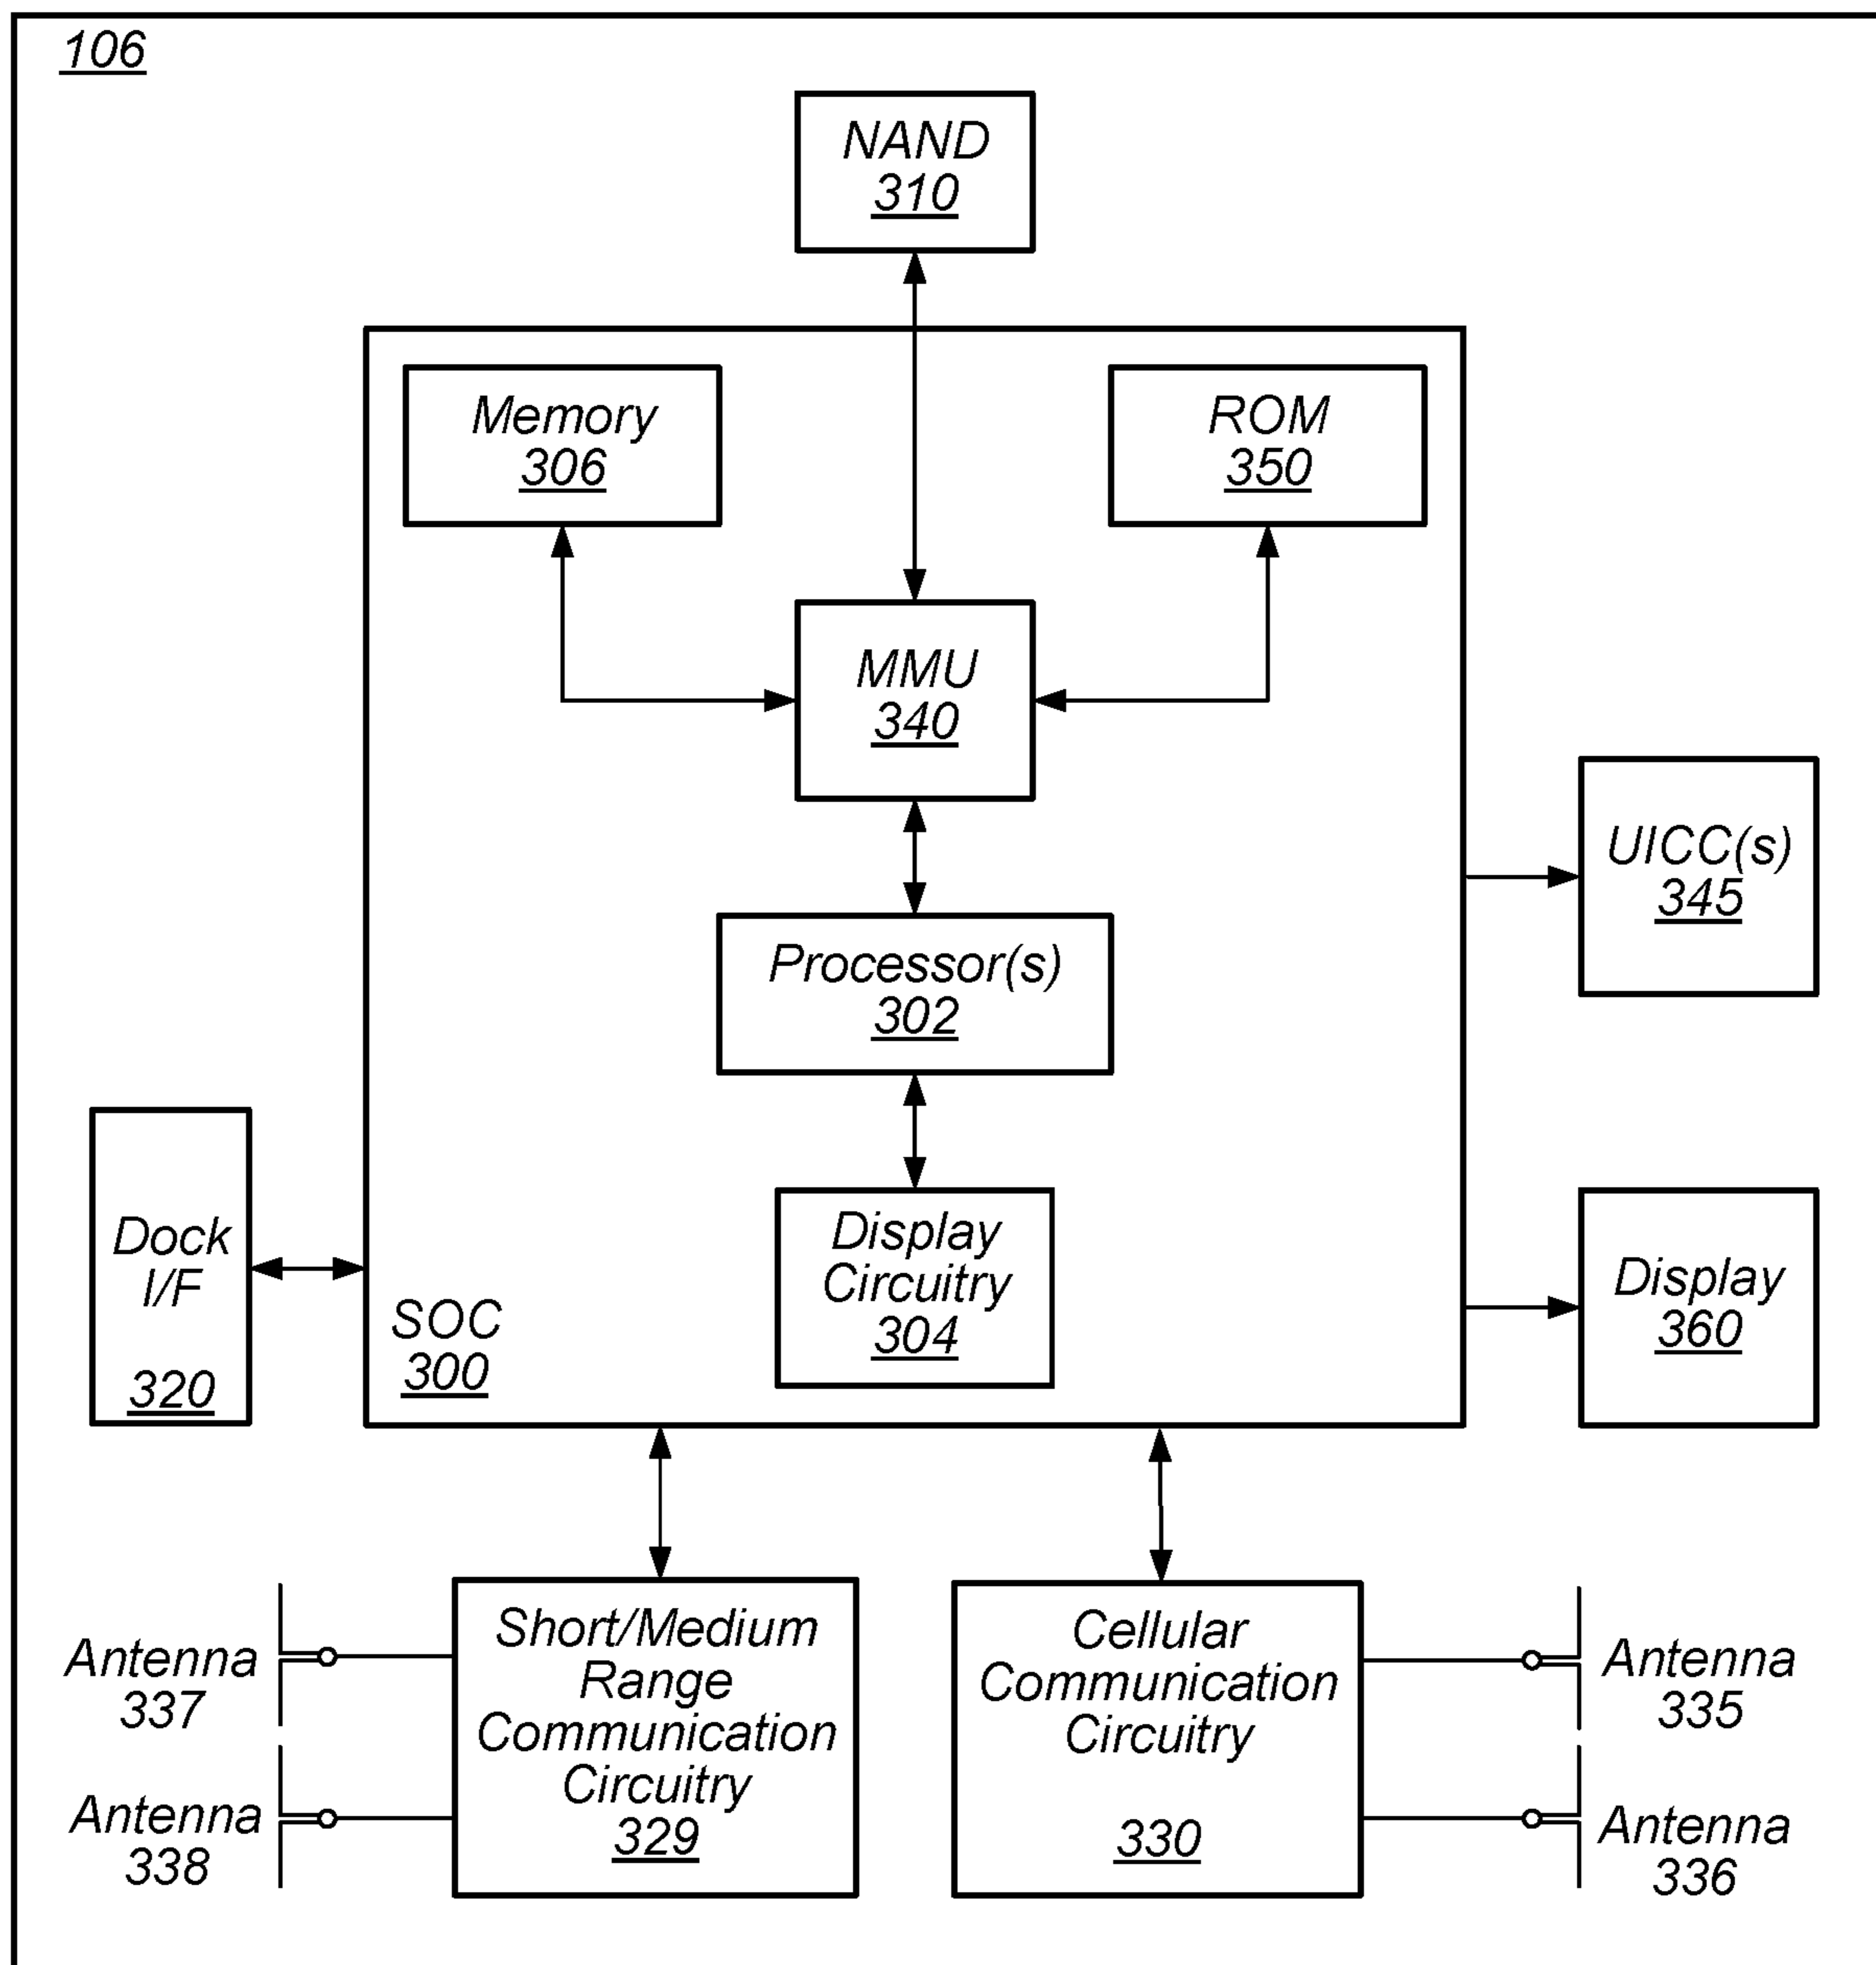 106
NAND
310
Memory
306
ROM
350
MMU
340
UICC(s)
345
Processor(s)
302
Dock
I/F
320
Display
Circuitry
304
SOC
300
Display
360
Short/Medium
Range
Communication
Circuitry
329
Cellular
Communication
Circuitry
330
Antenna
337
Antenna
338
Antenna
335
Antenna
336